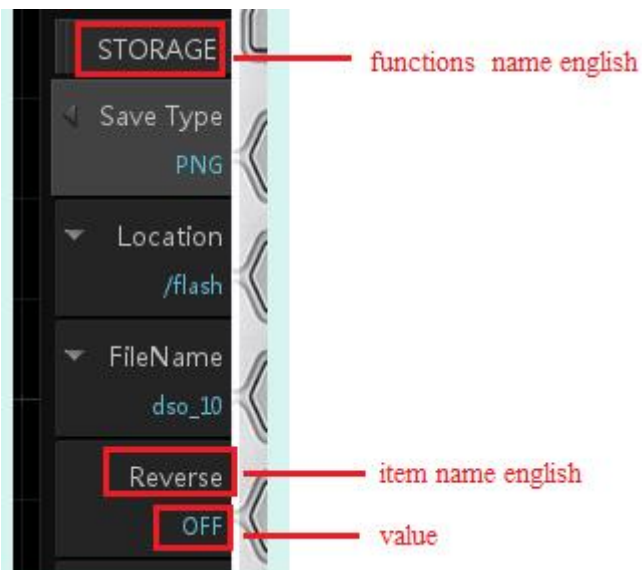 STORAGE
functions name english
Save Type
PNG
Location
/flash
FileName
dso_10
Reverse
item name english
OFF
value